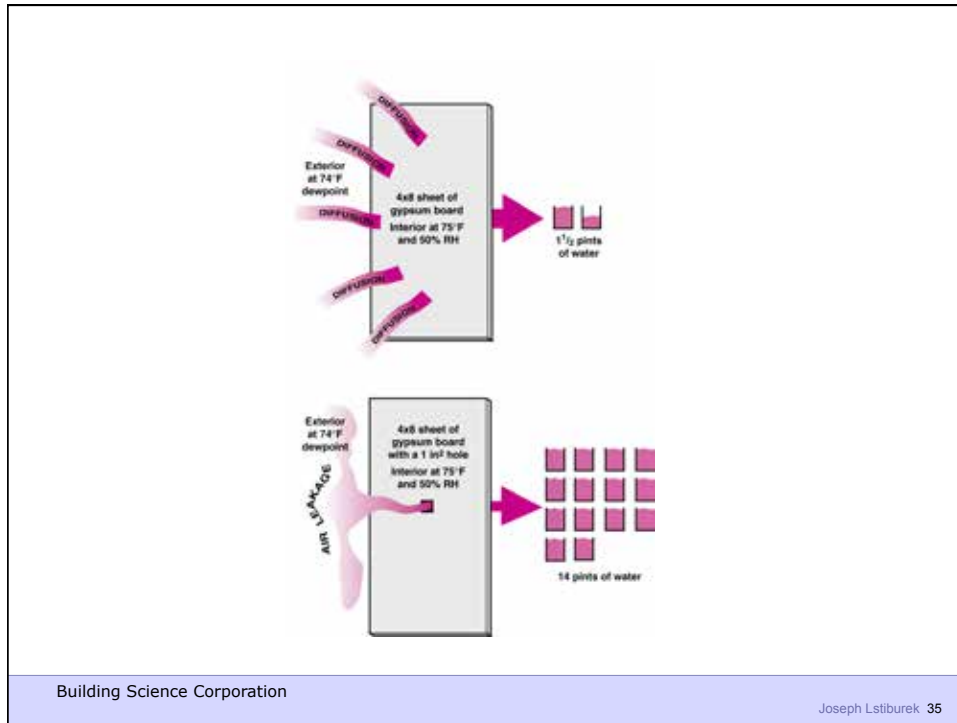 DIFFUSION
DIFFUSION
Exterior
at 74°F
dewpoint
4x8 sheet of
gypsum board
DIFFUSION
Interior at 75°F
and 50% RH
1 1/2 pints
of water
DIFFUSION
DIFFUSION
Exterior
at 74°F
dewpoint
4x8 sheet of
gypsum board
with a 1 in² hole
Interior at 75°F
and 50% RH
AIR LEAKAGE
14 pints of water
Building Science Corporation
Joseph Lstiburek 35